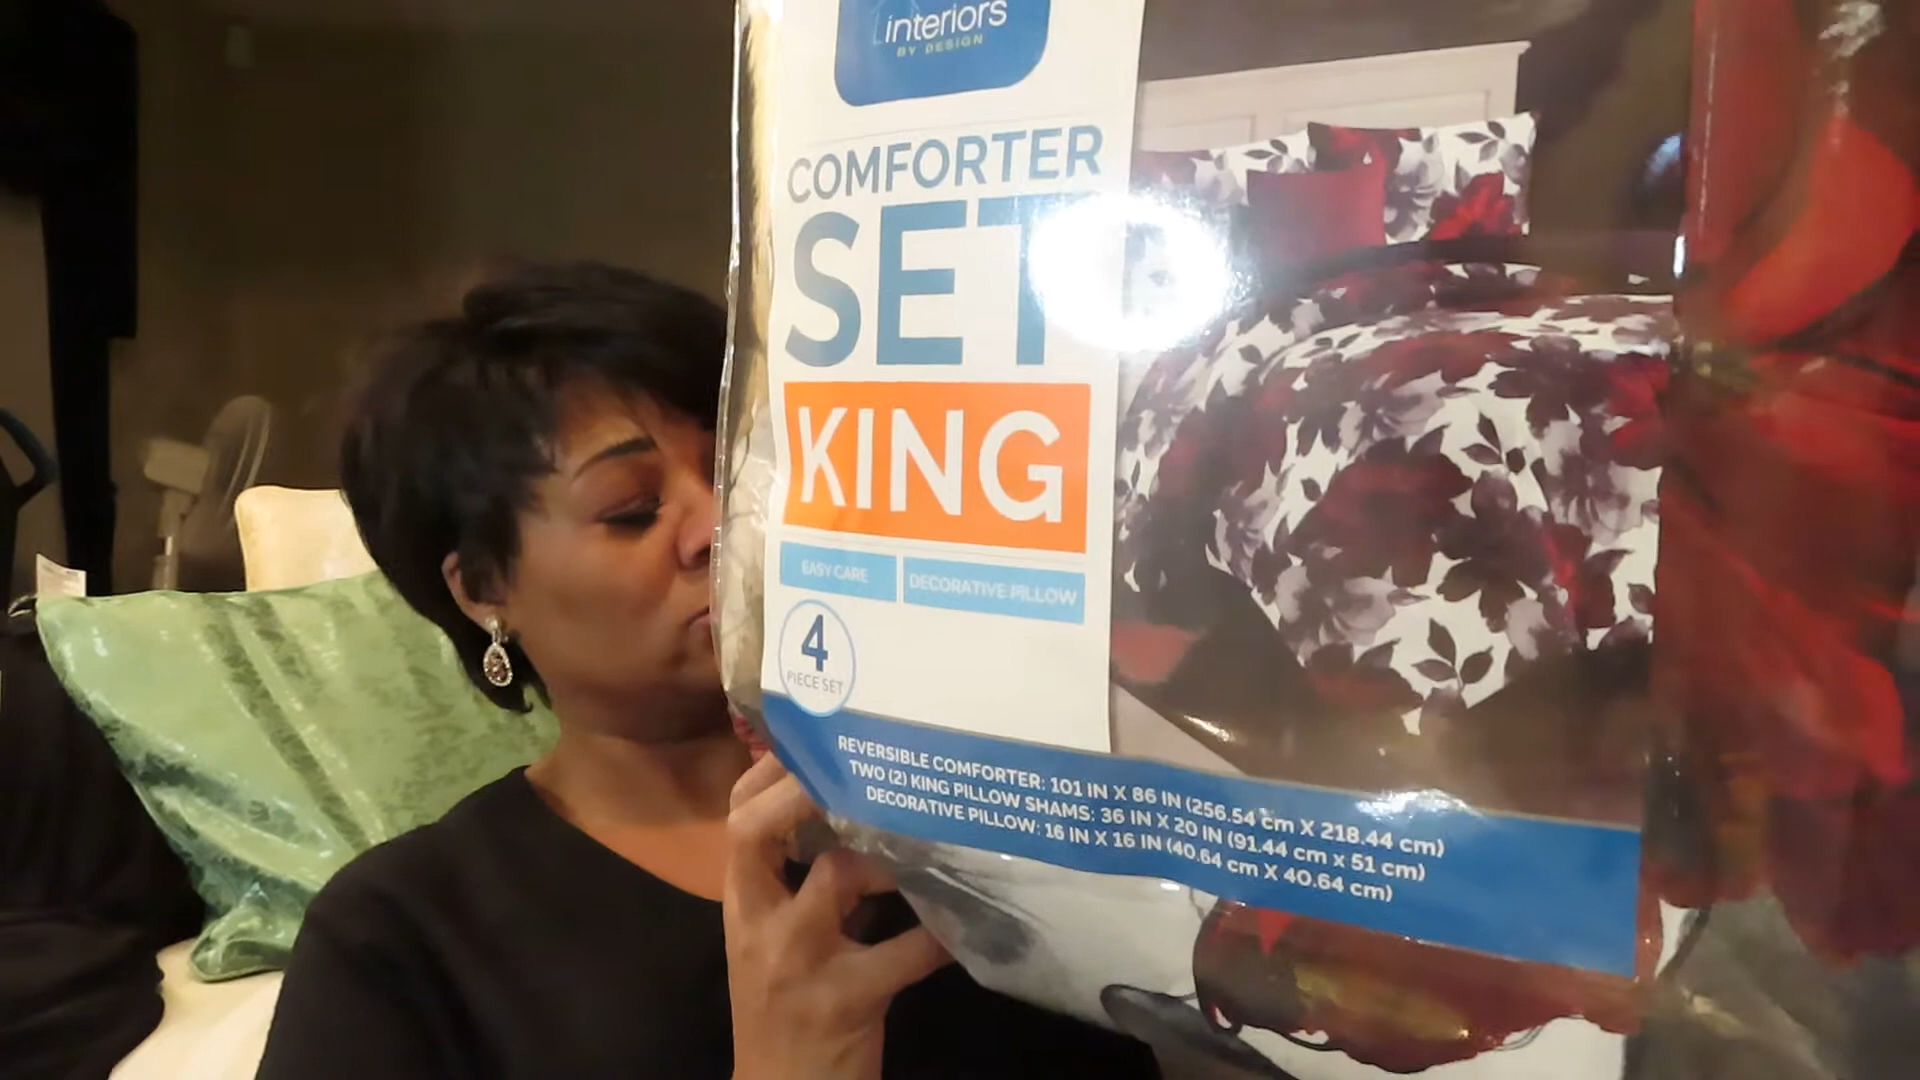 interiors
BY DESIGN
COMFORTER
SET
KING
EASY CARE
DECORATIVE PILLOW
4
PIECE SET
REVERSIBLE COMFORTER: 101 IN X 86 IN (256.54 cm X 218.44 cm)
TWO (2) KING PILLOW SHAMS: 36 IN X 20 IN (91.44 cm x 51 cm)
DECORATIVE PILLOW: 16 IN X 16 IN (40.64 cm X 40.64 cm)